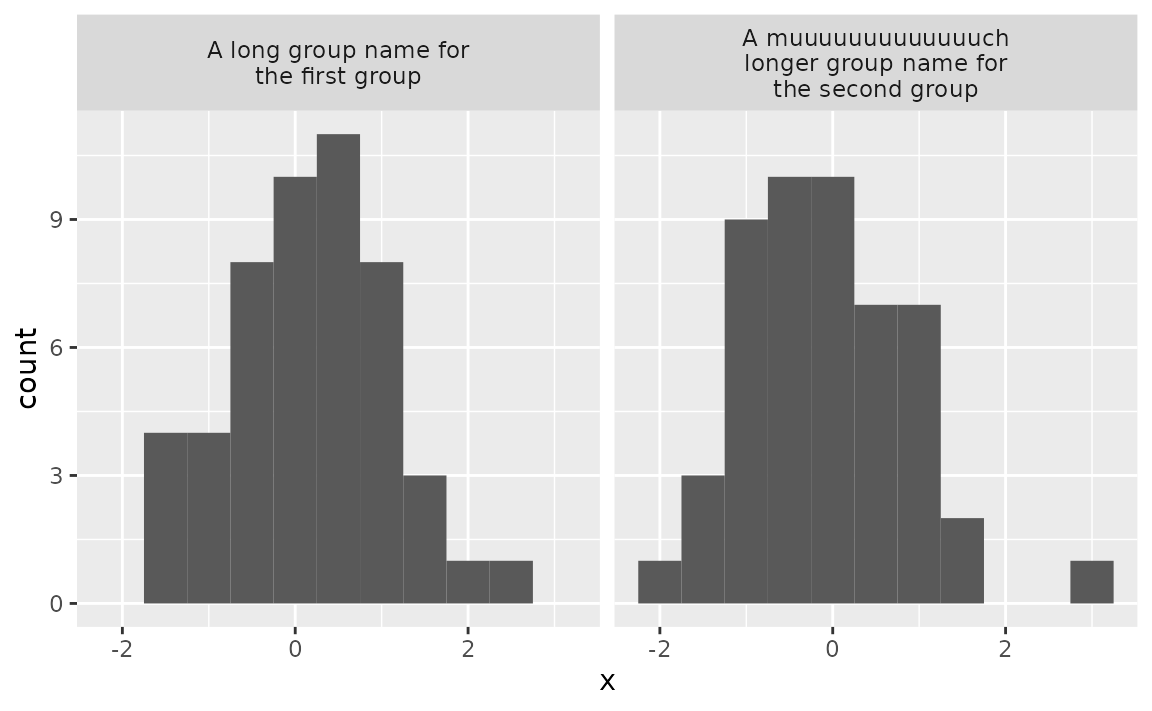 A long group name for
the first group
A muuuuuuuuuuuuuch
longer group name for
the second group
count
9
6
3
0
-2 0 2
-2 0 2
x